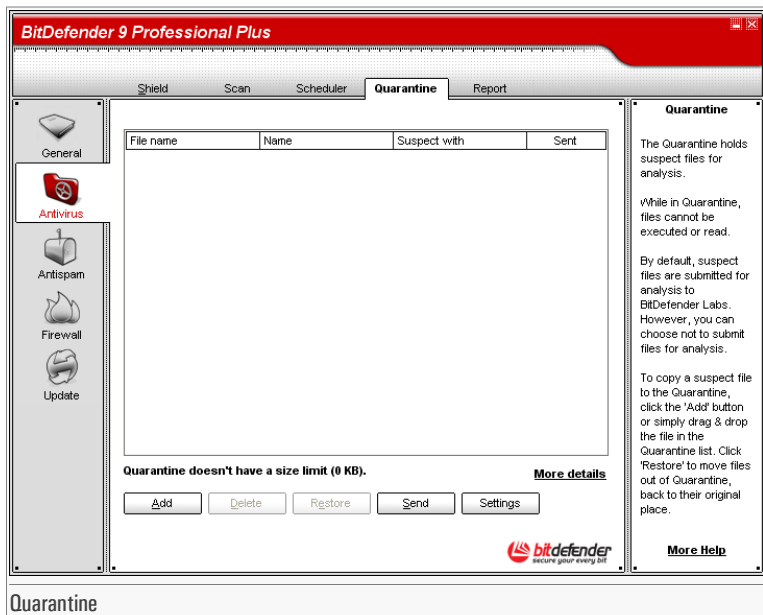 BitDefender 9 Professional Plus
Shield Scan Scheduler Quarantine Report
General
Antivirus
Antispam
Firewall
Update
File name Name Suspect with Sent
Quarantine doesn't have a size limit (0 KB).
More details
Add Delete Restore Send Settings
bitdefender
secure your every bit
Quarantine
The Quarantine holds
suspect files for
analysis.
While in Quarantine,
files cannot be
executed or read.
By default, suspect
files are submitted for
analysis to
BitDefender Labs.
However, you can
choose not to submit
files for analysis.
To copy a suspect file
to the Quarantine,
click the 'Add' button
or simply drag & drop
the file in the
Quarantine list. Click
'Restore' to move files
out of Quarantine,
back to their original
place.
More Help
Quarantine